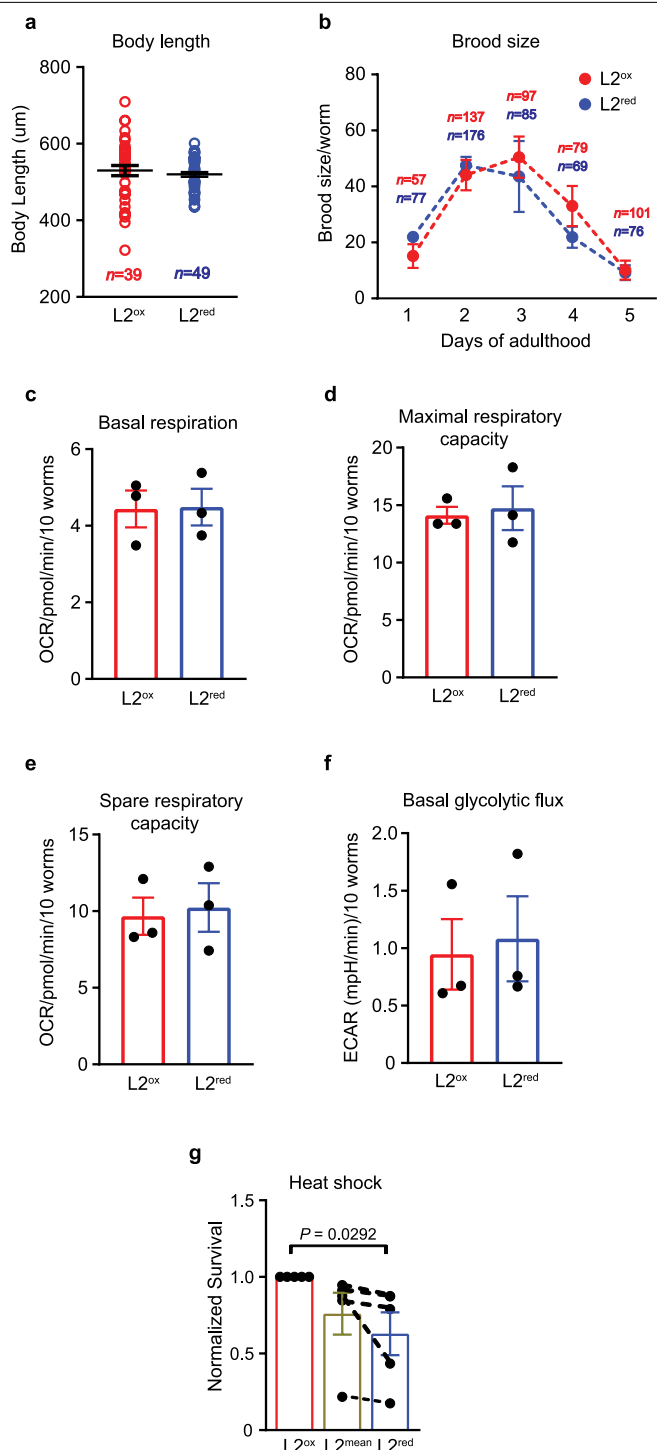 a
Body length
800
600
400
200
Body Length (um)
n=39
n=49
L2ox
L2red
b
Brood size
L2ox
L2red
80
60
40
20
0
Brood size/worm
n=57
n=77
n=137
n=176
n=97
n=85
n=79
n=69
n=101
n=76
1 2 3 4 5
Days of adulthood
c
Basal respiration
6
4
2
0
OCR/pmol/min/10 worms
L2ox
L2red
d
Maximal respiratory
capacity
20
15
10
5
0
OCR/pmol/min/10 worms
L2ox
L2red
e
Spare respiratory
capacity
15
10
5
0
OCR/pmol/min/10 worms
L2ox
L2red
f
Basal glycolytic flux
2.0
1.5
1.0
0.5
0
ECAR (mpH/min)/10 worms
L2ox
L2red
g
Heat shock
1.5
1.0
0.5
0
Normalized Survival
P = 0.0292
L2ox L2mean L2red